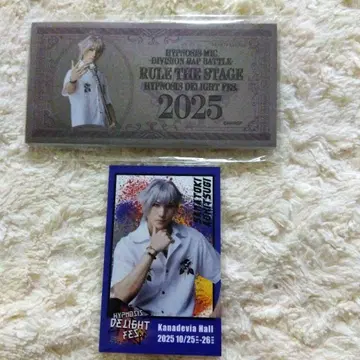 HYPNOSIS MIC
DIVISION RAP BATTLE
RULE THE STAGE
HYPNOSIS DELIGHT FES.
2025
HYPNOSIS
DELIGHT
FES
Kanadevia Hall
2025 10/25 -26